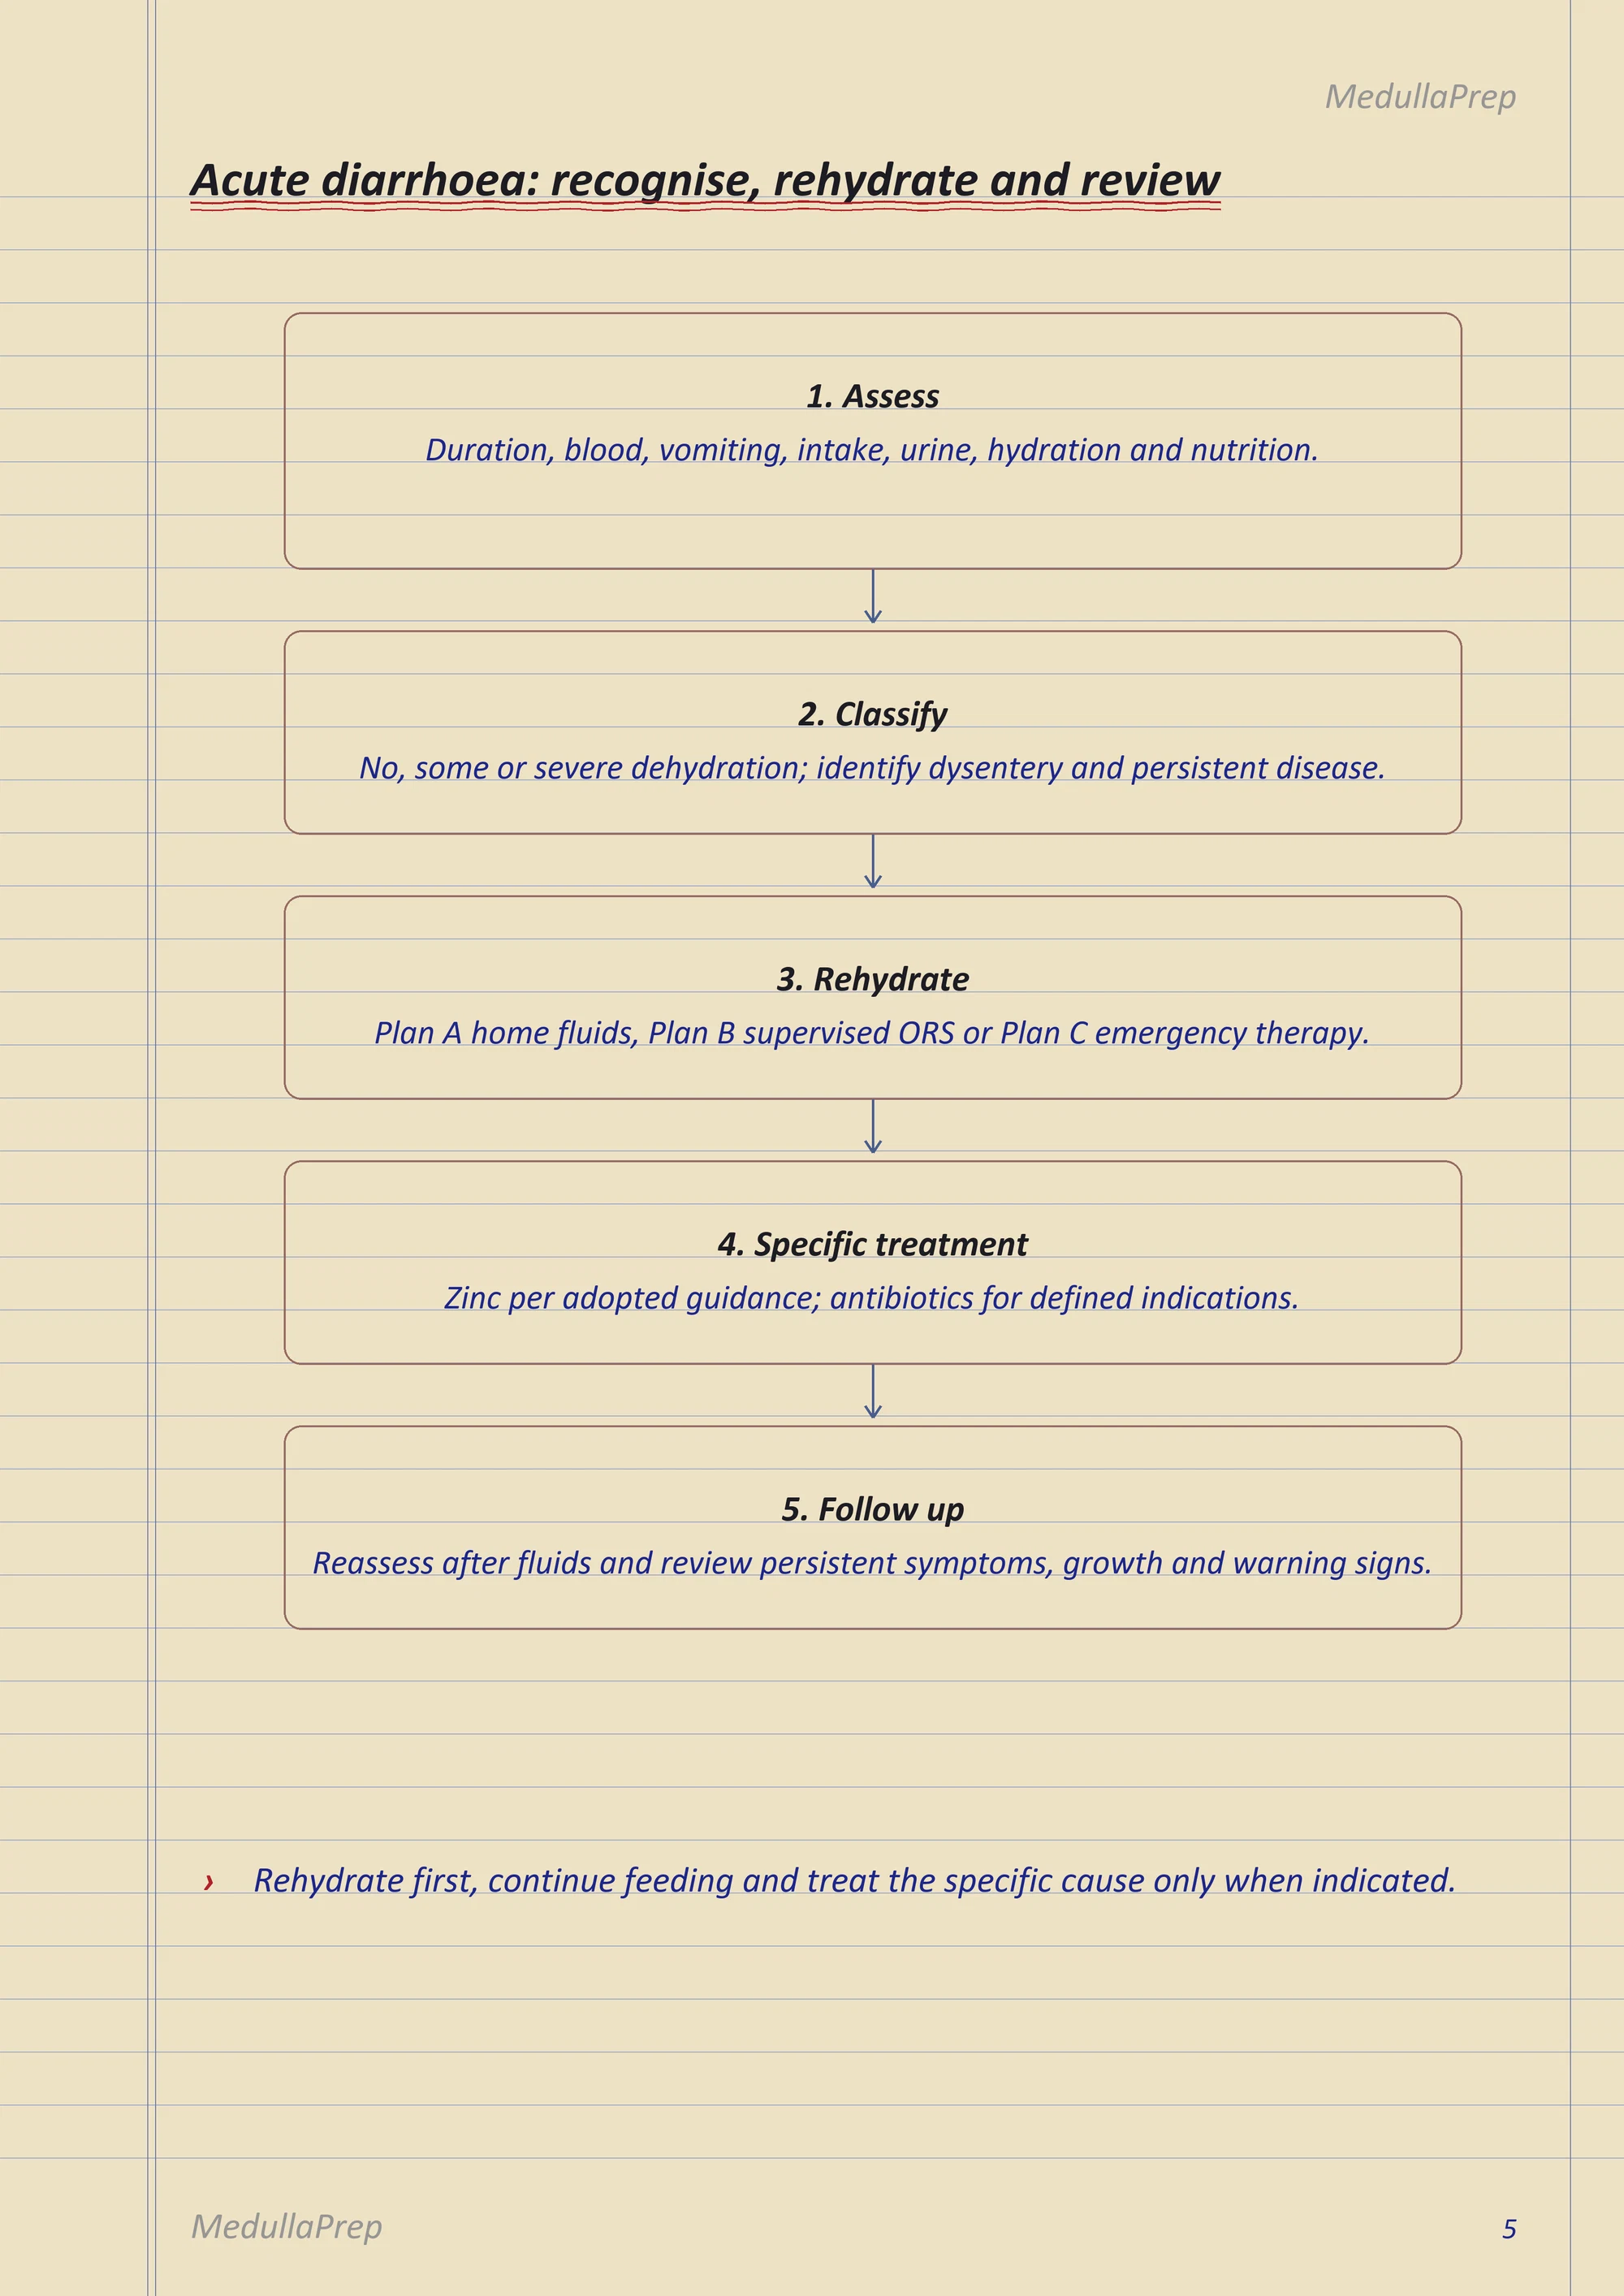 MedullaPrep
Acute diarrhoea: recognise, rehydrate and review
1. Assess
Duration, blood, vomiting, intake, urine, hydration and nutrition.
2. Classify
No, some or severe dehydration; identify dysentery and persistent disease.
3. Rehydrate
Plan A home fluids, Plan B supervised ORS or Plan C emergency therapy.
4. Specific treatment
Zinc per adopted guidance; antibiotics for defined indications.
5. Follow up
Reassess after fluids and review persistent symptoms, growth and warning signs.
› Rehydrate first, continue feeding and treat the specific cause only when indicated.
MedullaPrep
5